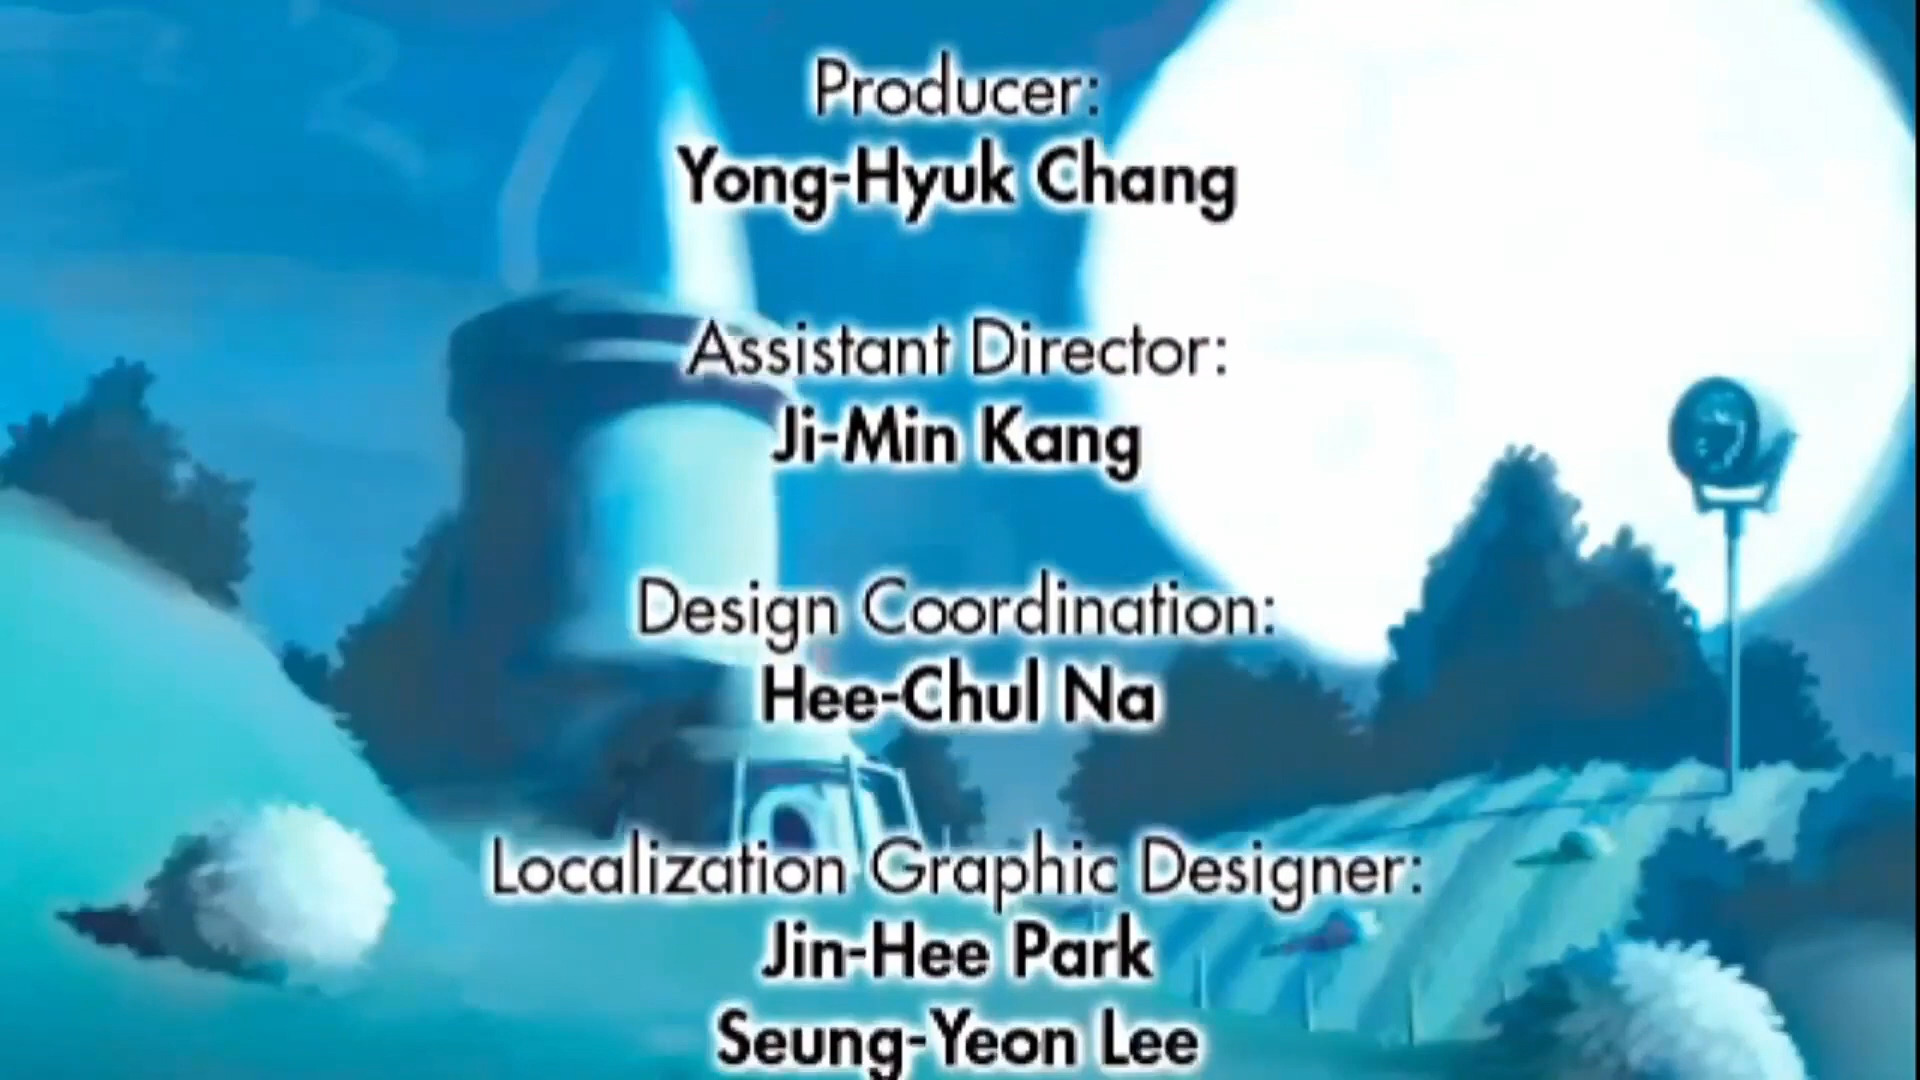 Producer:
Yong-Hyuk Chang
Assistant Director:
Ji-Min Kang
Design Coordination:
Hee-Chul Na
Localization Graphic Designer:
Jin-Hee Park
Seung-Yeon Lee